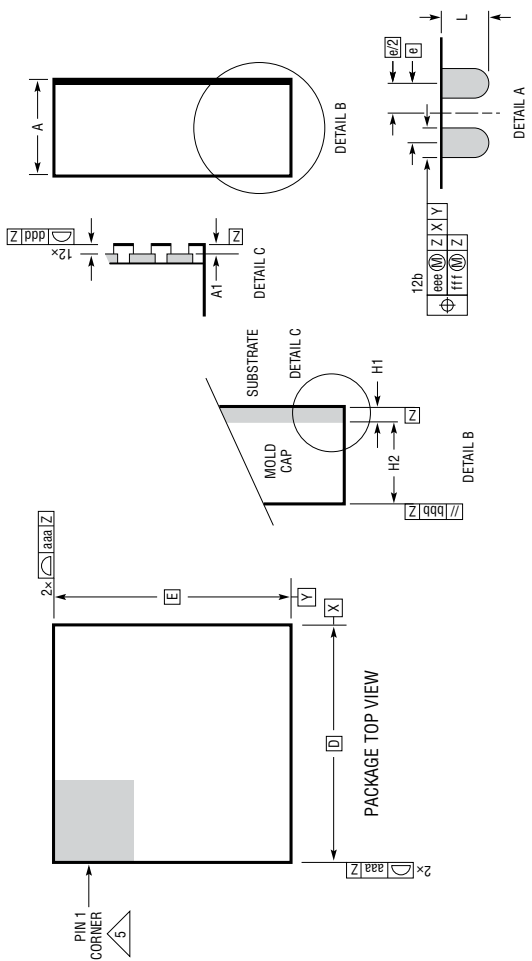 PIN 1
CORNER
5
D
X
E
Y
2× ⌓ aaa Z
2× ⌓ aaa Z
PACKAGE TOP VIEW
MOLD
CAP
SUBSTRATE
DETAIL C
H1
H2
Z
// bbb Z
DETAIL B
12× ⌓ ddd Z
A1
Z
DETAIL C
A
DETAIL B
12b
⌖ eee Ⓜ Z X Y
fff Ⓜ Z
e/2
e
L
DETAIL A